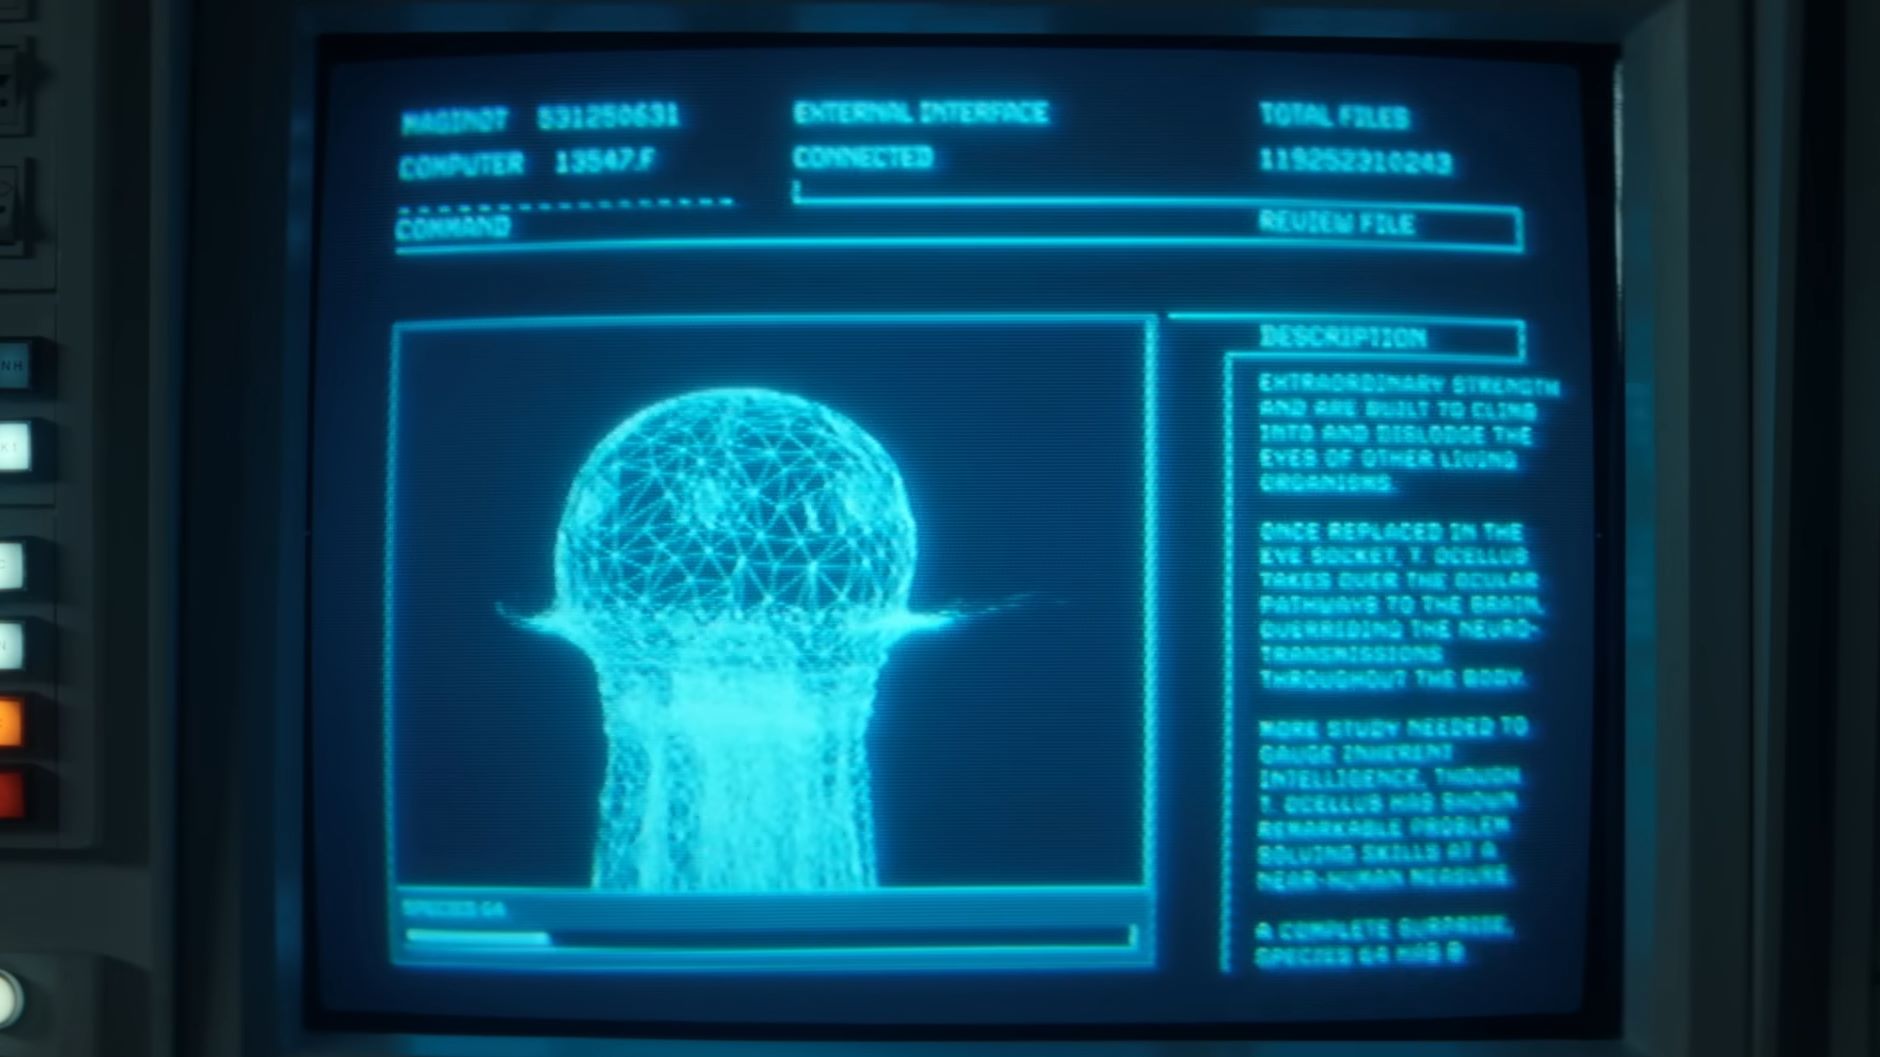 MAGINOT 531250631
COMPUTER 13547.F
EXTERNAL INTERFACE
CONNECTED
TOTAL FILES
119252310243
COMMAND
REVIEW FILE
DESCRIPTION
EXTRAORDINARY STRENGTH
AND ARE BUILT TO CLIMB
INTO AND DISLODGE THE
EYES OF OTHER LIVING
ORGANISMS.
ONCE REPLACED IN THE
EYE SOCKET, T. OCELLUS
TAKES OVER THE OCULAR
PATHWAYS TO THE BRAIN,
OVERRIDING THE NEURO-
TRANSMISSIONS
THROUGHOUT THE BODY.
MORE STUDY NEEDED TO
GAUGE INHERENT
INTELLIGENCE, THOUGH
T. OCELLUS HAS SHOWN
REMARKABLE PROBLEM
SOLVING SKILLS AT A
NEAR-HUMAN MEASURE.
A COMPLETE SURPRISE,
SPECIES 64 HAS
SPECIES 64